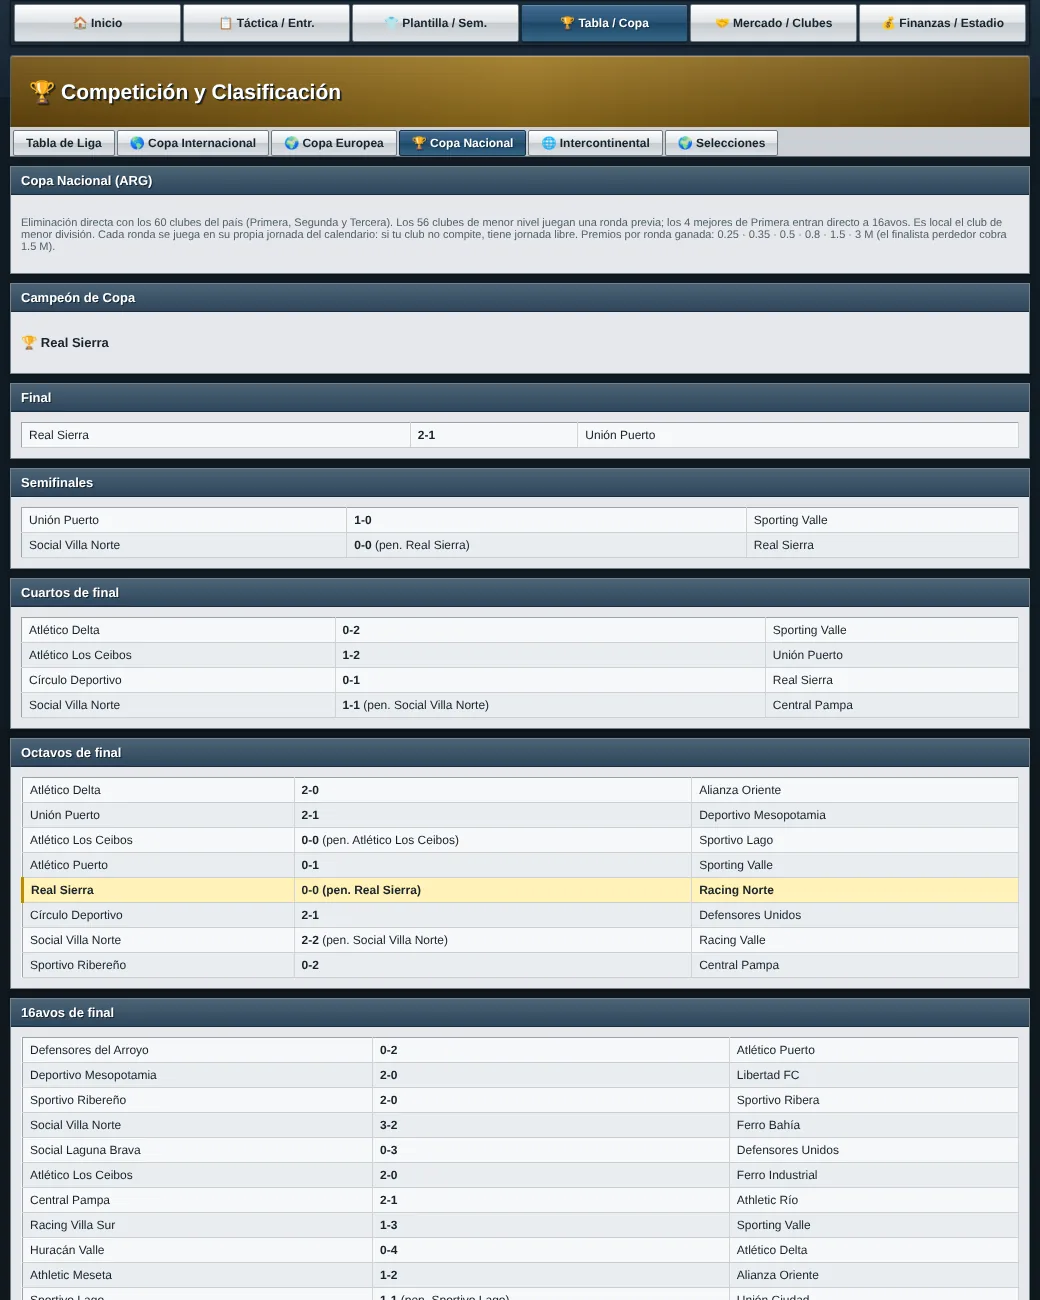 🏠 Inicio
📋 Táctica / Entr.
👕 Plantilla / Sem.
🏆 Tabla / Copa
🤝 Mercado / Clubes
💰 Finanzas / Estadio
🏆 Competición y Clasificación
Tabla de Liga
🌎 Copa Internacional
🌍 Copa Europea
🏆 Copa Nacional
🌐 Intercontinental
🌍 Selecciones
Copa Nacional (ARG)
Eliminación directa con los 60 clubes del país (Primera, Segunda y Tercera). Los 56 clubes de menor nivel juegan una ronda previa; los 4 mejores de Primera entran directo a 16avos. Es local el club de
menor división. Cada ronda se juega en su propia jornada del calendario: si tu club no compite, tiene jornada libre. Premios por ronda ganada: 0.25 · 0.35 · 0.5 · 0.8 · 1.5 · 3 M (el finalista perdedor cobra
1.5 M).
Campeón de Copa
🏆 Real Sierra
Final
Real Sierra 2-1 Unión Puerto
Semifinales
Unión Puerto 1-0 Sporting Valle
Social Villa Norte 0-0 (pen. Real Sierra) Real Sierra
Cuartos de final
Atlético Delta 0-2 Sporting Valle
Atlético Los Ceibos 1-2 Unión Puerto
Círculo Deportivo 0-1 Real Sierra
Social Villa Norte 1-1 (pen. Social Villa Norte) Central Pampa
Octavos de final
Atlético Delta 2-0 Alianza Oriente
Unión Puerto 2-1 Deportivo Mesopotamia
Atlético Los Ceibos 0-0 (pen. Atlético Los Ceibos) Sportivo Lago
Atlético Puerto 0-1 Sporting Valle
Real Sierra 0-0 (pen. Real Sierra) Racing Norte
Círculo Deportivo 2-1 Defensores Unidos
Social Villa Norte 2-2 (pen. Social Villa Norte) Racing Valle
Sportivo Ribereño 0-2 Central Pampa
16avos de final
Defensores del Arroyo 0-2 Atlético Puerto
Deportivo Mesopotamia 2-0 Libertad FC
Sportivo Ribereño 2-0 Sportivo Ribera
Social Villa Norte 3-2 Ferro Bahía
Social Laguna Brava 0-3 Defensores Unidos
Atlético Los Ceibos 2-0 Ferro Industrial
Central Pampa 2-1 Athletic Río
Racing Villa Sur 1-3 Sporting Valle
Huracán Valle 0-4 Atlético Delta
Athletic Meseta 1-2 Alianza Oriente
Sportivo Lago 1-1 (pen. Sportivo Lago) Unión Ciudad